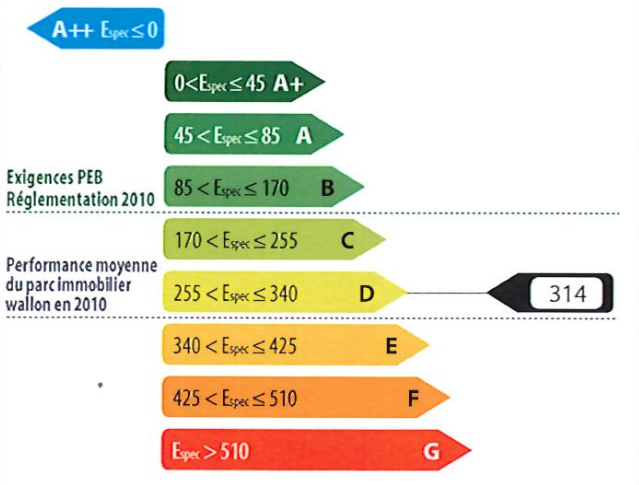 A++ Espec ≤ 0
0 < Espec ≤ 45 A+
45 < Espec ≤ 85 A
Exigences PEB
Réglementation 2010
85 < Espec ≤ 170 B
170 < Espec ≤ 255 C
Performance moyenne
du parc immobilier
wallon en 2010
255 < Espec ≤ 340 D
314
340 < Espec ≤ 425 E
425 < Espec ≤ 510 F
Espec > 510 G